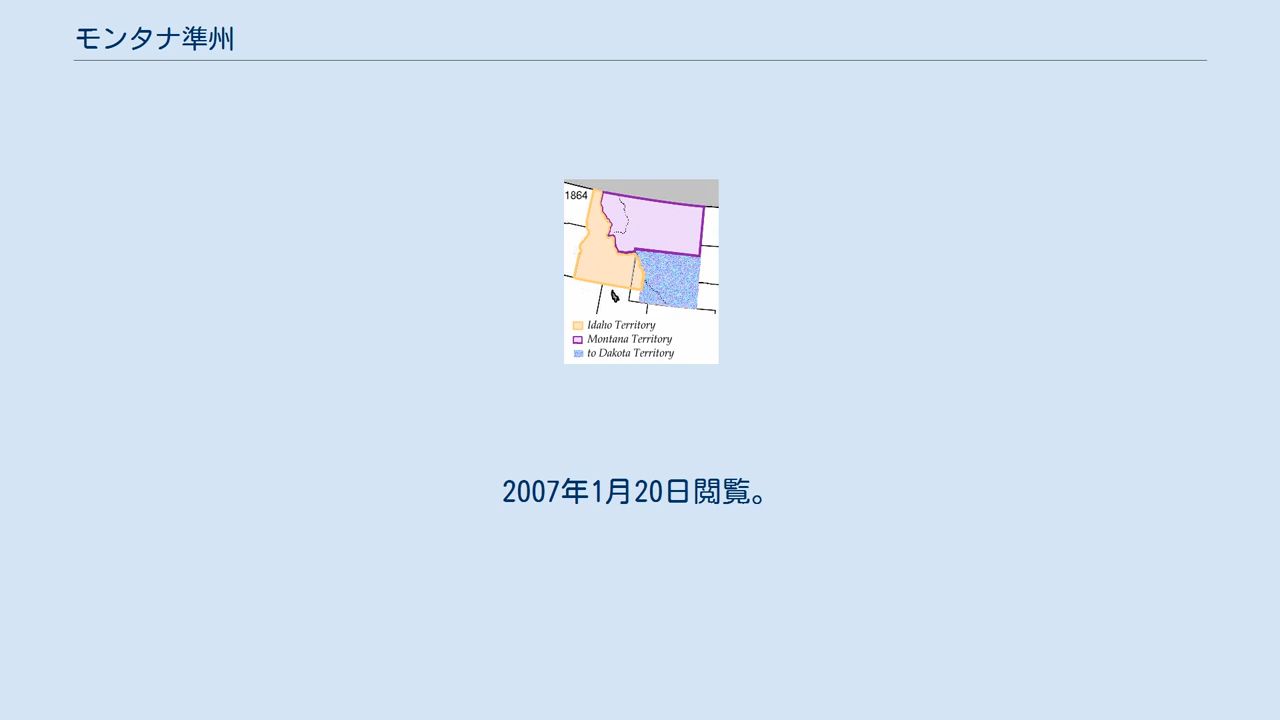 モンタナ準州
1864
Idaho Territory
Montana Territory
to Dakota Territory
2007年1月20日閲覧。